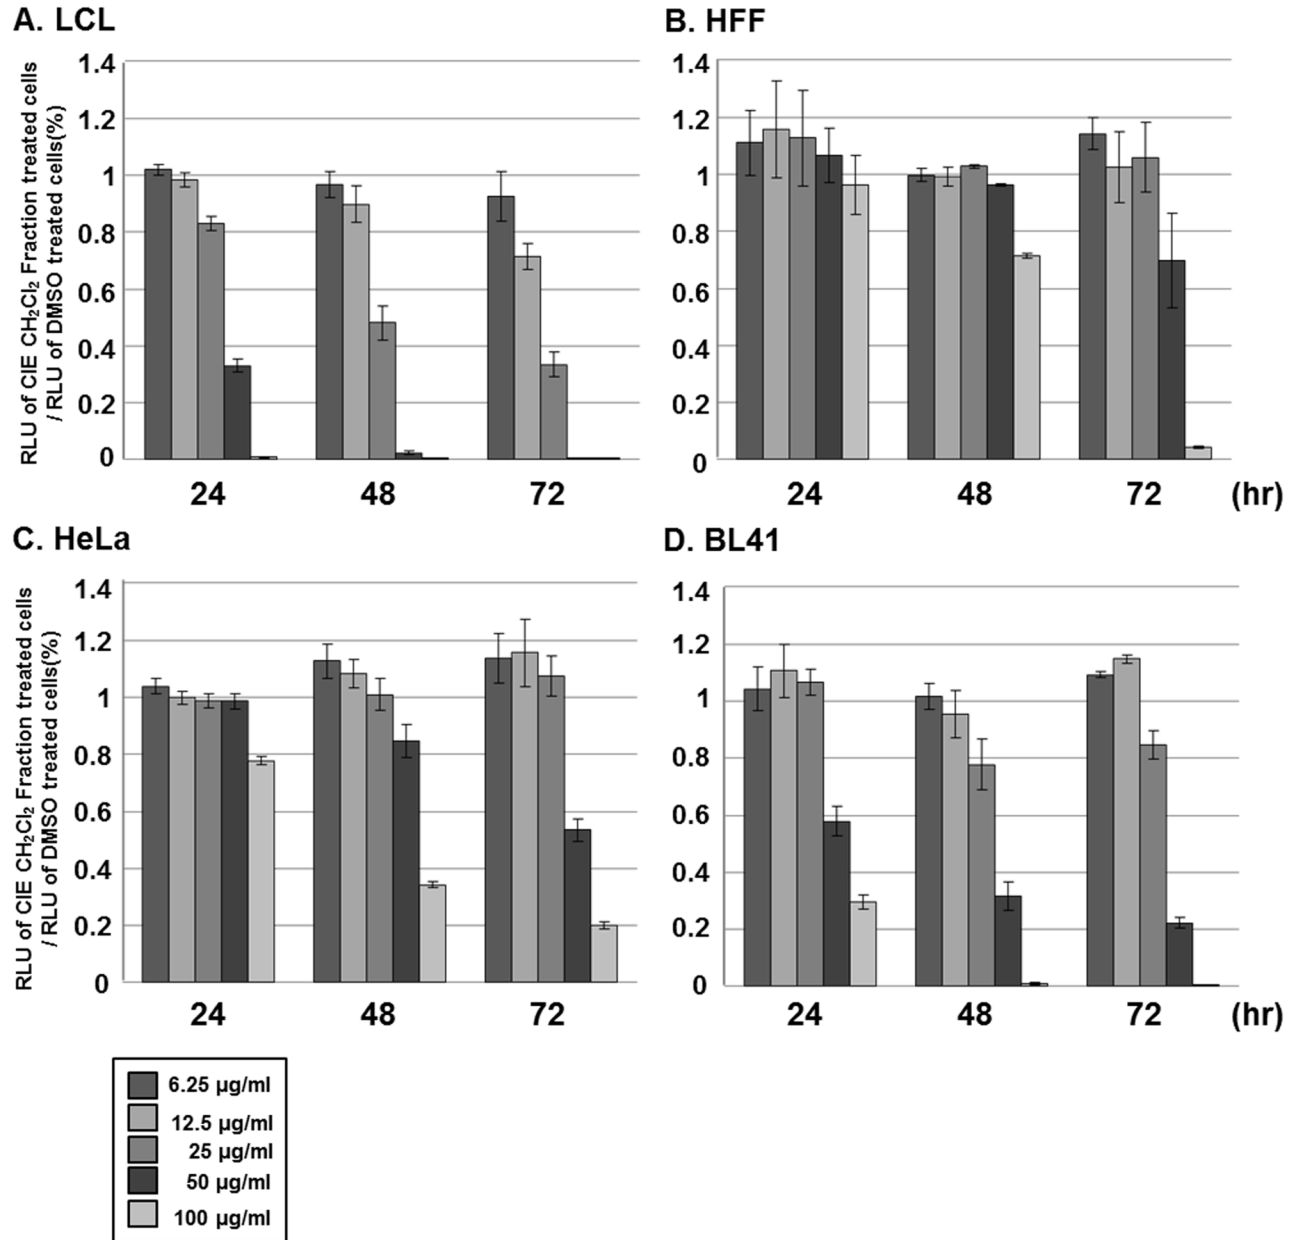 A. LCL
RLU of CIE CH₂Cl₂ Fraction treated cells
/ RLU of DMSO treated cells(%)
1.4
1.2
1
0.8
0.6
0.4
0.2
0
24 48 72
B. HFF
1.4
1.2
1
0.8
0.6
0.4
0.2
0
24 48 72 (hr)
C. HeLa
RLU of CIE CH₂Cl₂ Fraction treated cells
/ RLU of DMSO treated cells(%)
1.4
1.2
1
0.8
0.6
0.4
0.2
0
24 48 72
D. BL41
1.4
1.2
1
0.8
0.6
0.4
0.2
0
24 48 72 (hr)
6.25 µg/ml
12.5 µg/ml
25 µg/ml
50 µg/ml
100 µg/ml